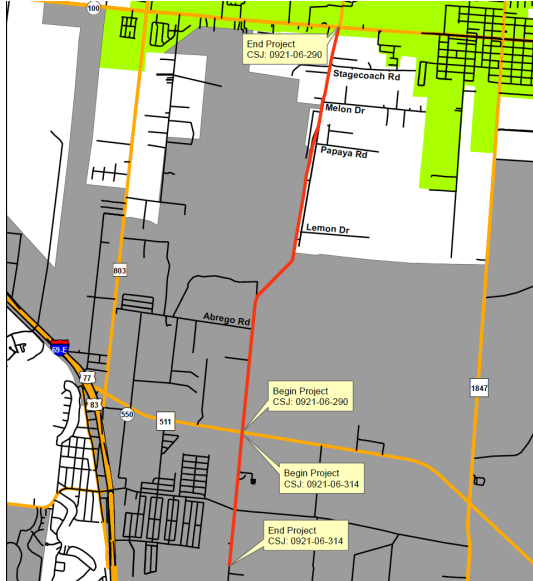 100
End Project
CSJ: 0921-06-290
Stagecoach Rd
Melon Dr
Papaya Rd
Lemon Dr
803
Abrego Rd
69-E
77
83
550
511
1847
Begin Project
CSJ: 0921-06-290
Begin Project
CSJ: 0921-06-314
End Project
CSJ: 0921-06-314